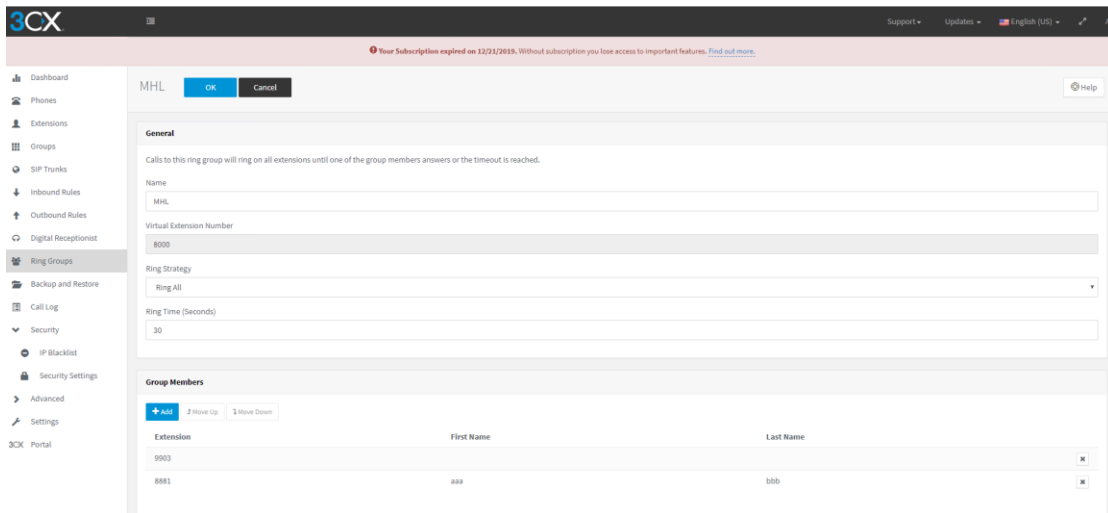 3CX
Support Updates English (US)
Your Subscription expired on 12/21/2019. Without subscription you lose access to important features. Find out more.
Dashboard
Phones
Extensions
Groups
SIP Trunks
Inbound Rules
Outbound Rules
Digital Receptionist
Ring Groups
Backup and Restore
Call Log
Security
IP Blacklist
Security Settings
Advanced
Settings
3CX Portal
MHL OK Cancel Help
General
Calls to this ring group will ring on all extensions until one of the group members answers or the timeout is reached.
Name
MHL
Virtual Extension Number
8000
Ring Strategy
Ring All
Ring Time (Seconds)
30
Group Members
Add Move Up Move Down
Extension First Name Last Name
9903
8881 aaa bbb